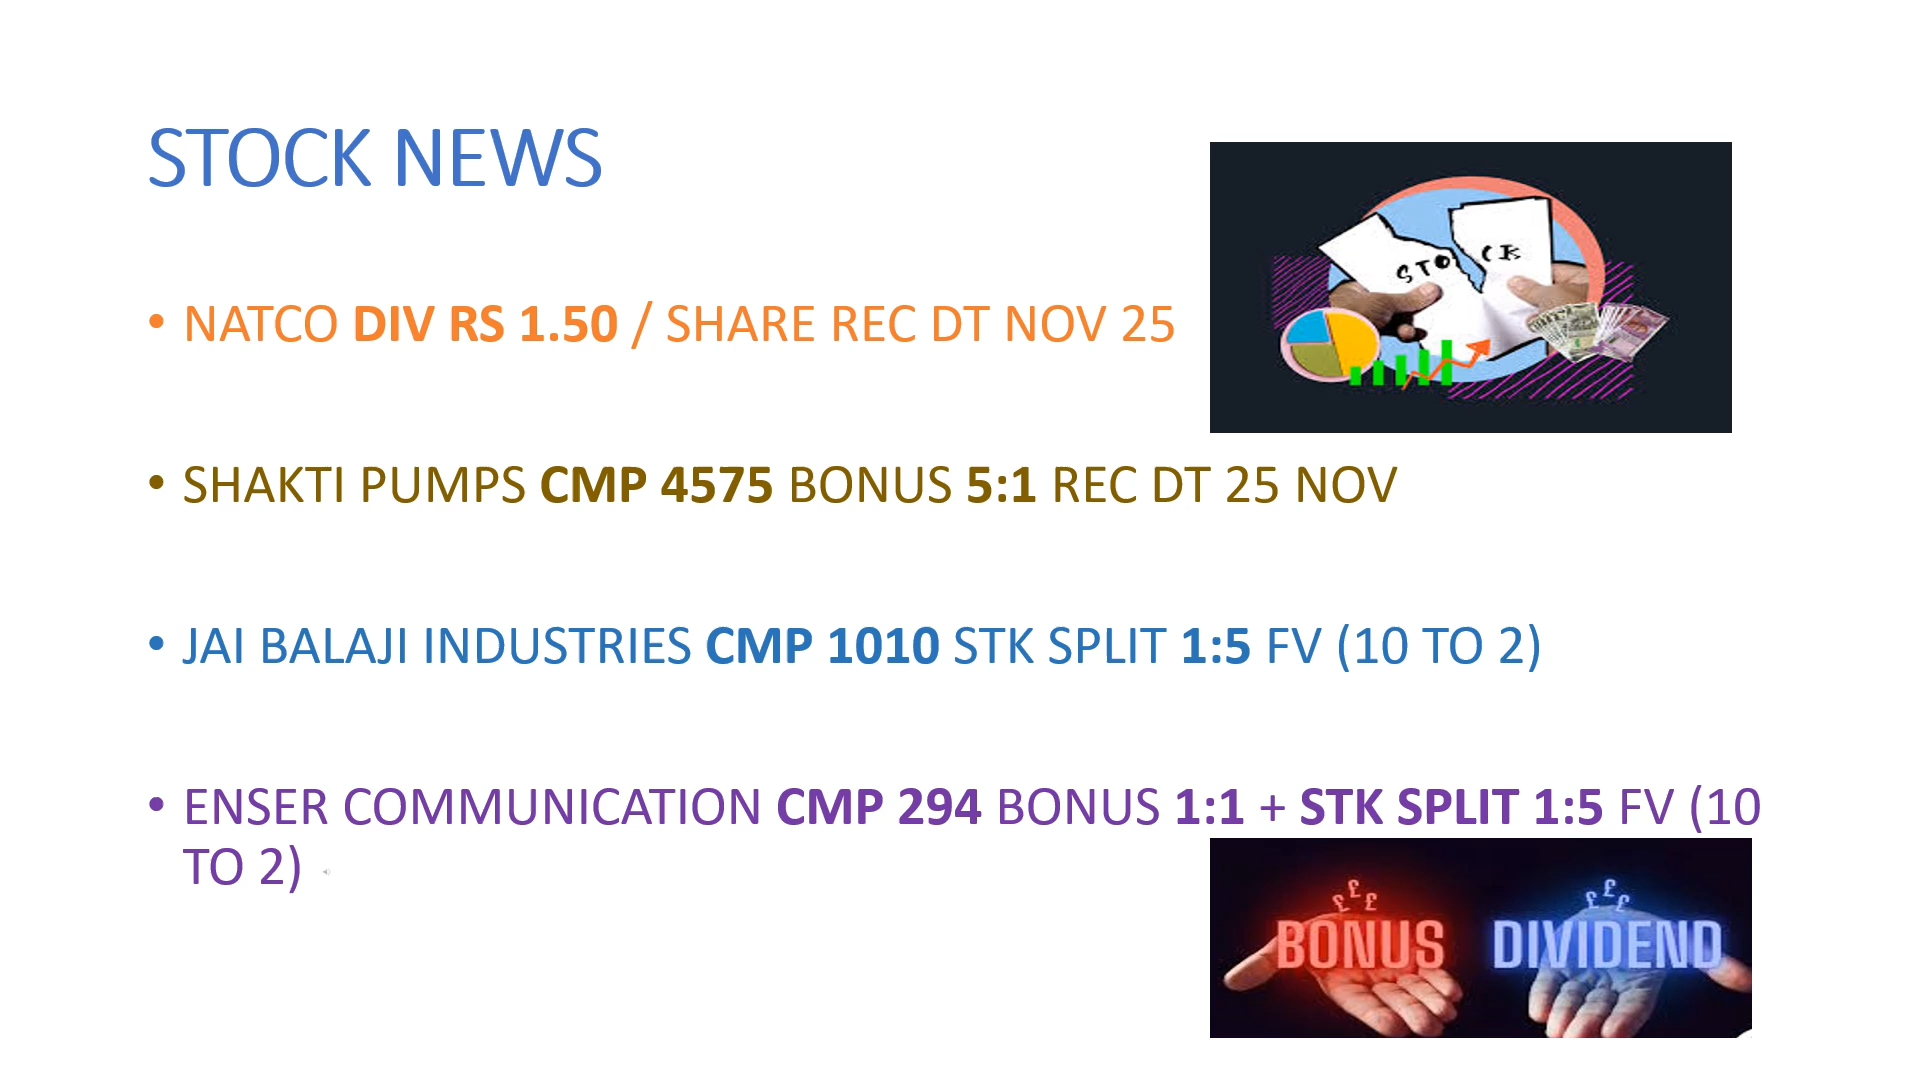 STOCK NEWS
• NATCO DIV RS 1.50 / SHARE REC DT NOV 25
STOCK
• SHAKTI PUMPS CMP 4575 BONUS 5:1 REC DT 25 NOV
• JAI BALAJI INDUSTRIES CMP 1010 STK SPLIT 1:5 FV (10 TO 2)
• ENSER COMMUNICATION CMP 294 BONUS 1:1 + STK SPLIT 1:5 FV (10
TO 2)
£ £ £ £ £ £
BONUS DIVIDEND